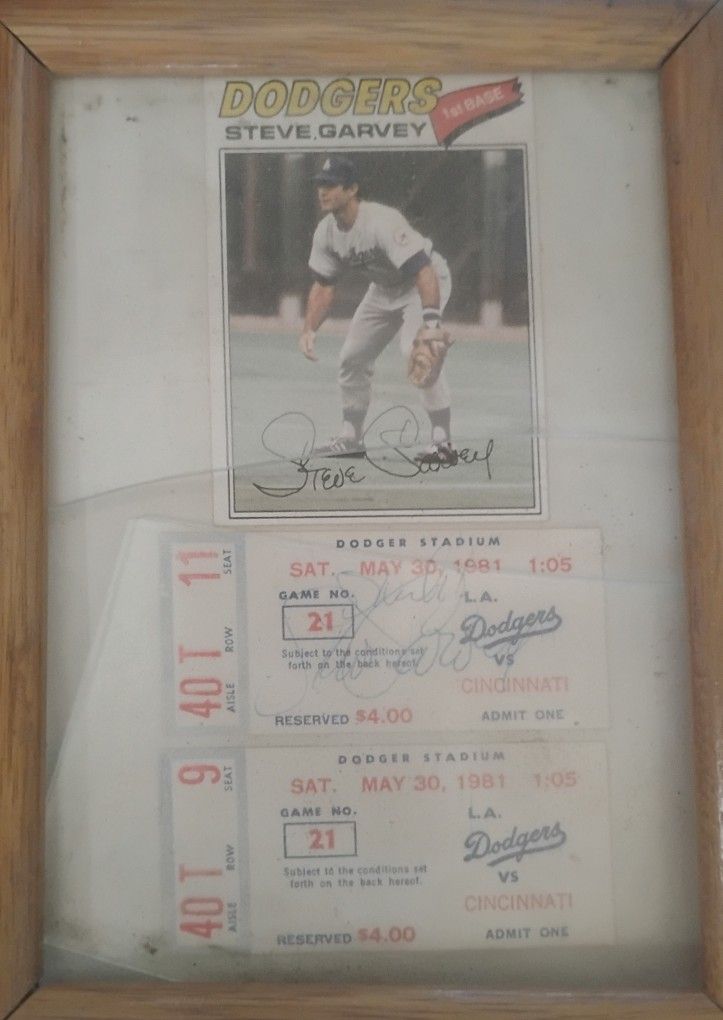 DODGERS
1st BASE
STEVE GARVEY
Steve Garvey
DODGER STADIUM
SAT. MAY 30, 1981 1:05
GAME NO.
21
Subject to the conditions set
forth on the back hereof.
L.A.
Dodgers
VS
CINCINNATI
RESERVED $4.00
ADMIT ONE
11 SEAT
T ROW
40 AISLE
DODGER STADIUM
SAT. MAY 30, 1981 1:05
GAME NO.
21
Subject to the conditions set
forth on the back hereof.
L.A.
Dodgers
VS
CINCINNATI
RESERVED $4.00
ADMIT ONE
9 SEAT
T ROW
40 AISLE